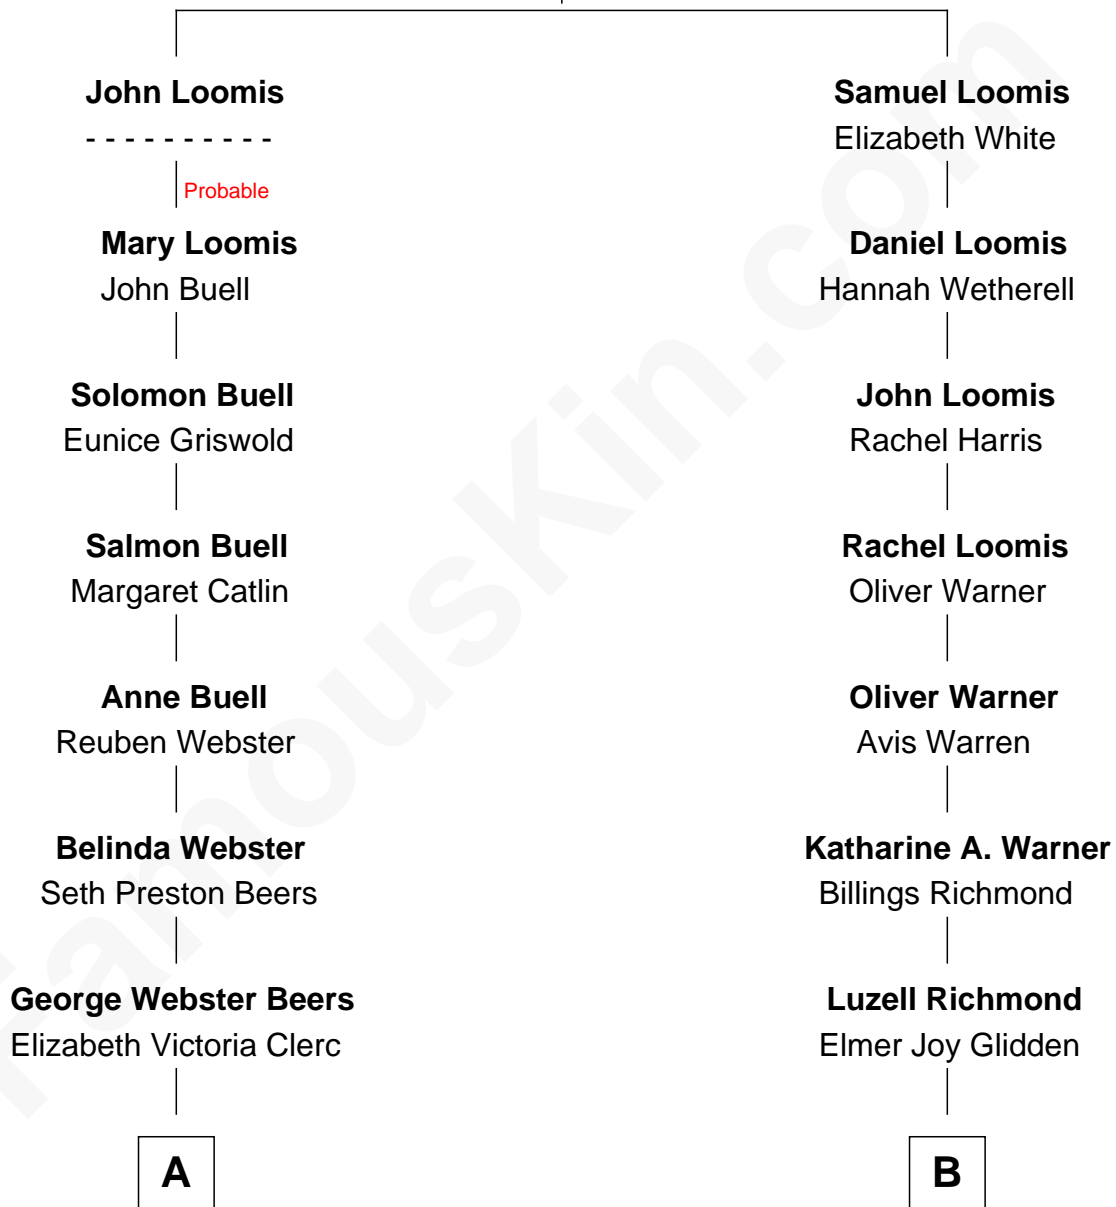 John Loomis
- - - - - - - - - -
Probable
Mary Loomis
John Buell
Solomon Buell
Eunice Griswold
Salmon Buell
Margaret Catlin
Anne Buell
Reuben Webster
Belinda Webster
Seth Preston Beers
George Webster Beers
Elizabeth Victoria Clerc
A
Samuel Loomis
Elizabeth White
Daniel Loomis
Hannah Wetherell
John Loomis
Rachel Harris
Rachel Loomis
Oliver Warner
Oliver Warner
Avis Warren
Katharine A. Warner
Billings Richmond
Luzell Richmond
Elmer Joy Glidden
B
FamousKin.com